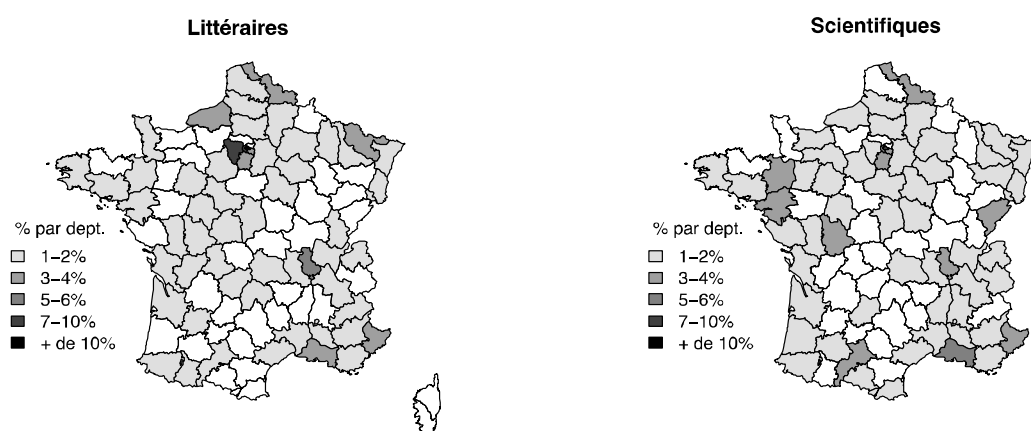 Littéraires
% par dept.
1−2%
3−4%
5−6%
7−10%
+ de 10%
Scientifiques
% par dept.
1−2%
3−4%
5−6%
7−10%
+ de 10%